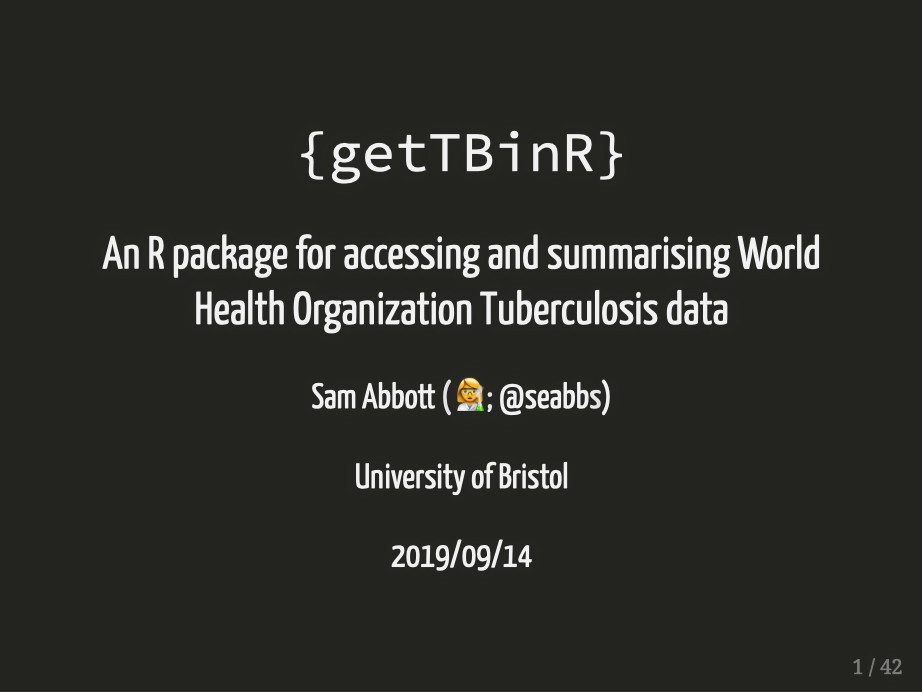 {getTBinR}
An R package for accessing and summarising World
Health Organization Tuberculosis data
Sam Abbott (👩‍🔬; @seabbs)
University of Bristol
2019/09/14
1 / 42